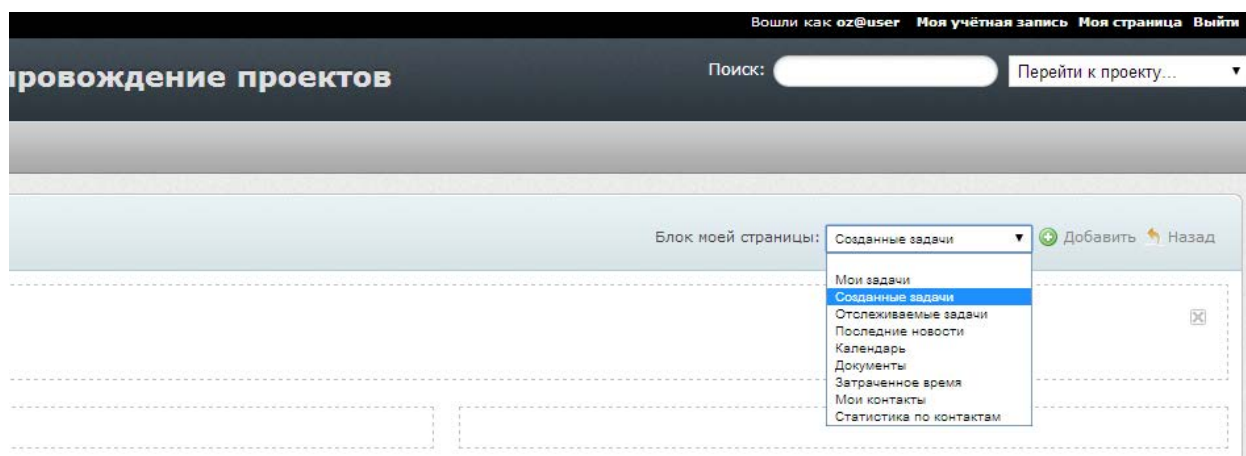 Вошли как oz@user Моя учётная запись Моя страница Выйти
провождение проектов
Поиск:
Перейти к проекту...
Блок моей страницы: Созданные задачи Добавить Назад
Мои задачи
Созданные задачи
Отслеживаемые задачи
Последние новости
Календарь
Документы
Затраченное время
Мои контакты
Статистика по контактам